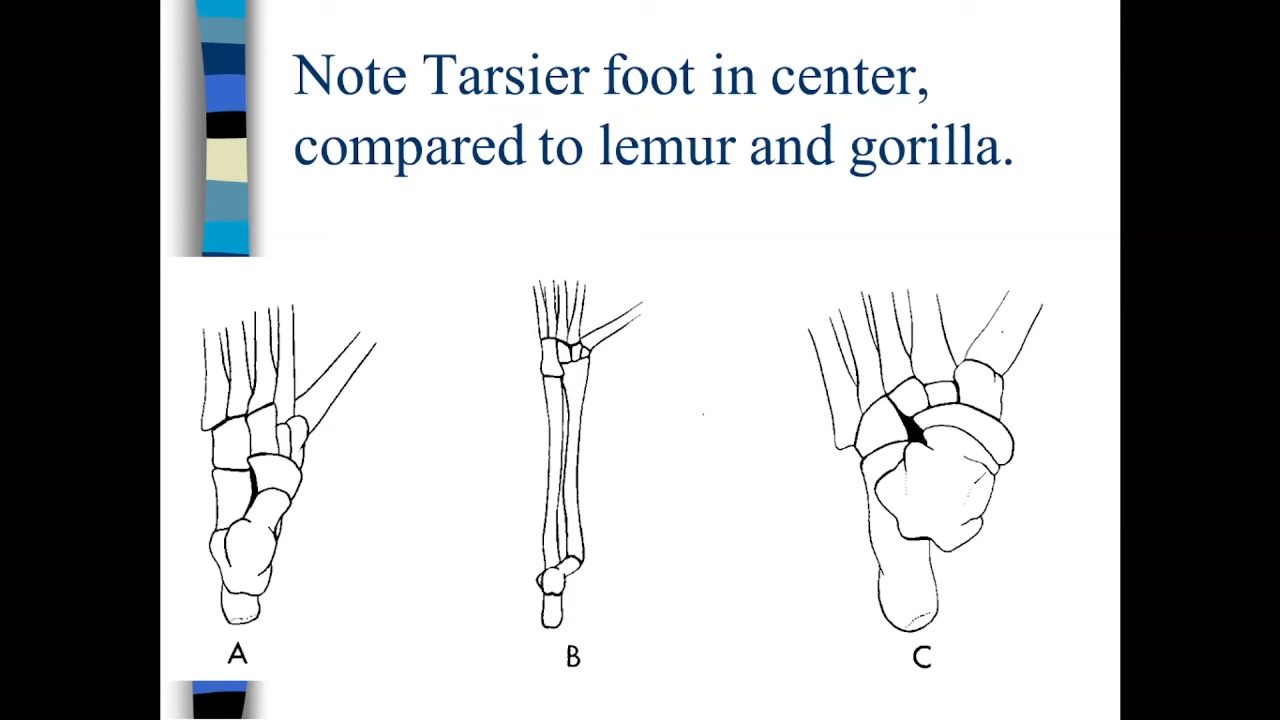 Note Tarsier foot in center,
compared to lemur and gorilla.
A
B
C